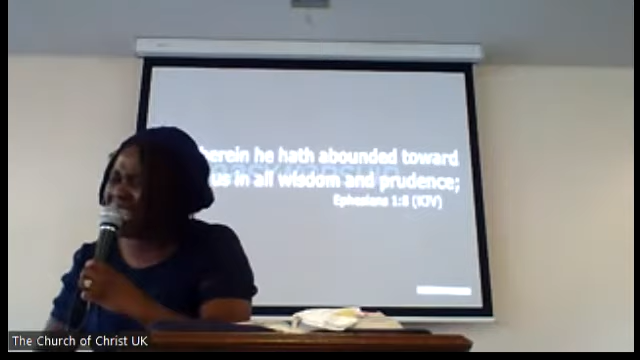 herein he hath abounded toward
us in all wisdom and prudence;
Ephesians 1:8 (KJV)
The Church of Christ UK